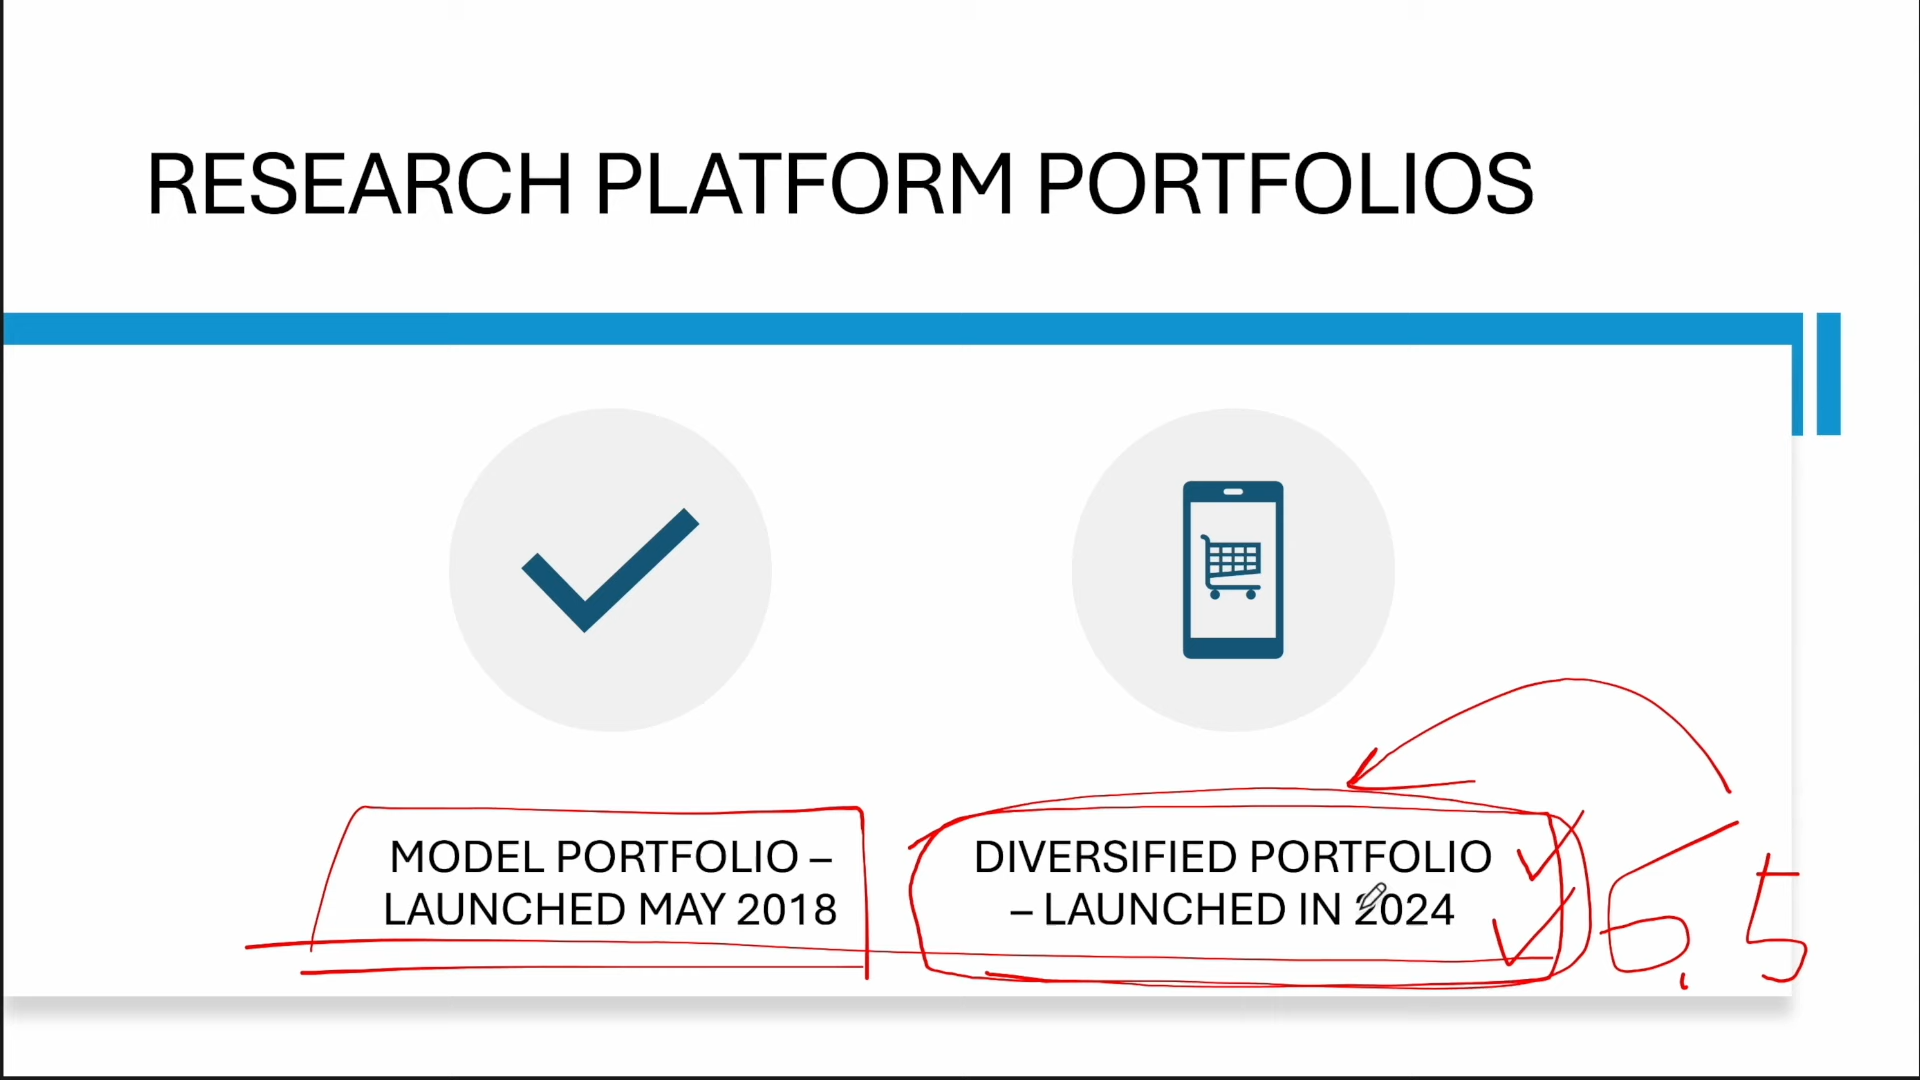 RESEARCH PLATFORM PORTFOLIOS
MODEL PORTFOLIO –
LAUNCHED MAY 2018
DIVERSIFIED PORTFOLIO
– LAUNCHED IN 2024
6.5